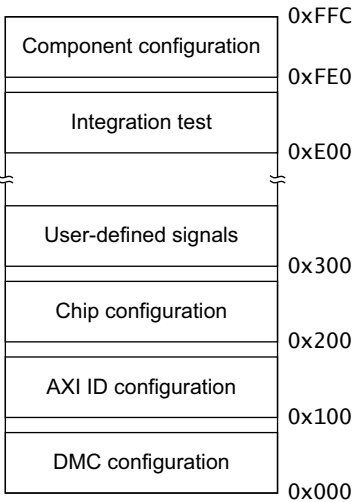 0xFFC
Component configuration
0xFE0
Integration test
0xE00
User-defined signals
0x300
Chip configuration
0x200
AXI ID configuration
0x100
DMC configuration
0x000